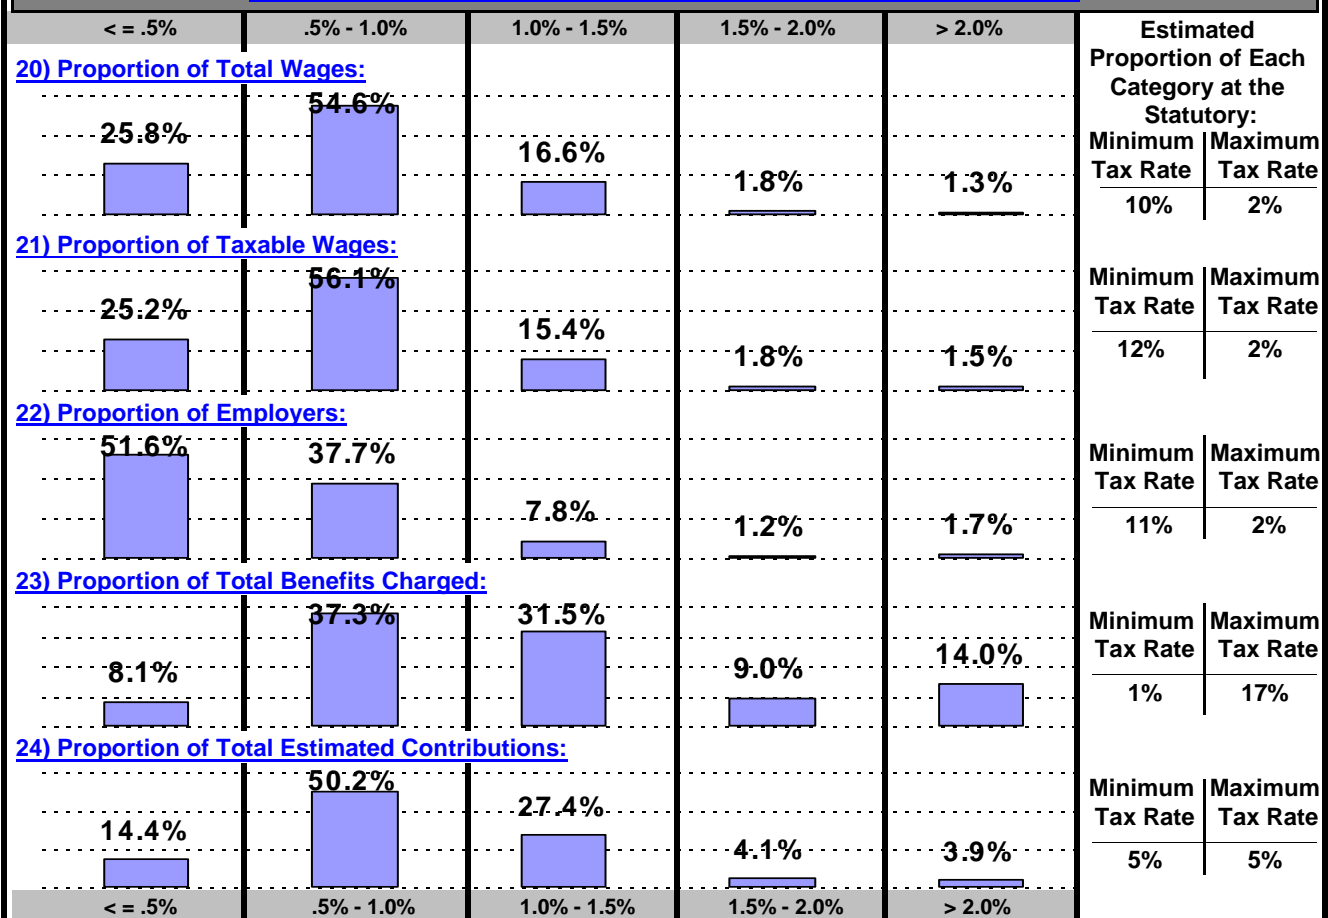 < = .5% .5% - 1.0% 1.0% - 1.5% 1.5% - 2.0% > 2.0%
Estimated
Proportion of Each
Category at the
Statutory:
20) Proportion of Total Wages:
25.8% 54.6% 16.6% 1.8% 1.3%
Minimum Maximum
Tax Rate Tax Rate
10% 2%
21) Proportion of Taxable Wages:
25.2% 56.1% 15.4% 1.8% 1.5%
Minimum Maximum
Tax Rate Tax Rate
12% 2%
22) Proportion of Employers:
51.6% 37.7% 7.8% 1.2% 1.7%
Minimum Maximum
Tax Rate Tax Rate
11% 2%
23) Proportion of Total Benefits Charged:
8.1% 37.3% 31.5% 9.0% 14.0%
Minimum Maximum
Tax Rate Tax Rate
1% 17%
24) Proportion of Total Estimated Contributions:
14.4% 50.2% 27.4% 4.1% 3.9%
Minimum Maximum
Tax Rate Tax Rate
5% 5%
< = .5% .5% - 1.0% 1.0% - 1.5% 1.5% - 2.0% > 2.0%